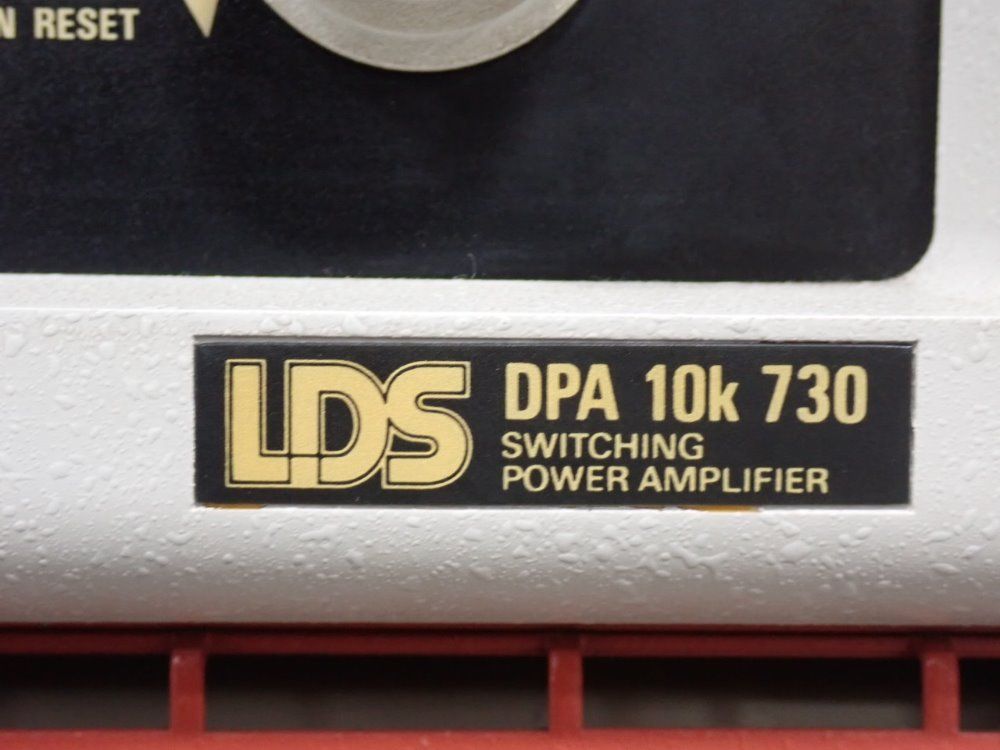 RESET
LDS
DPA 10k 730
SWITCHING
POWER AMPLIFIER